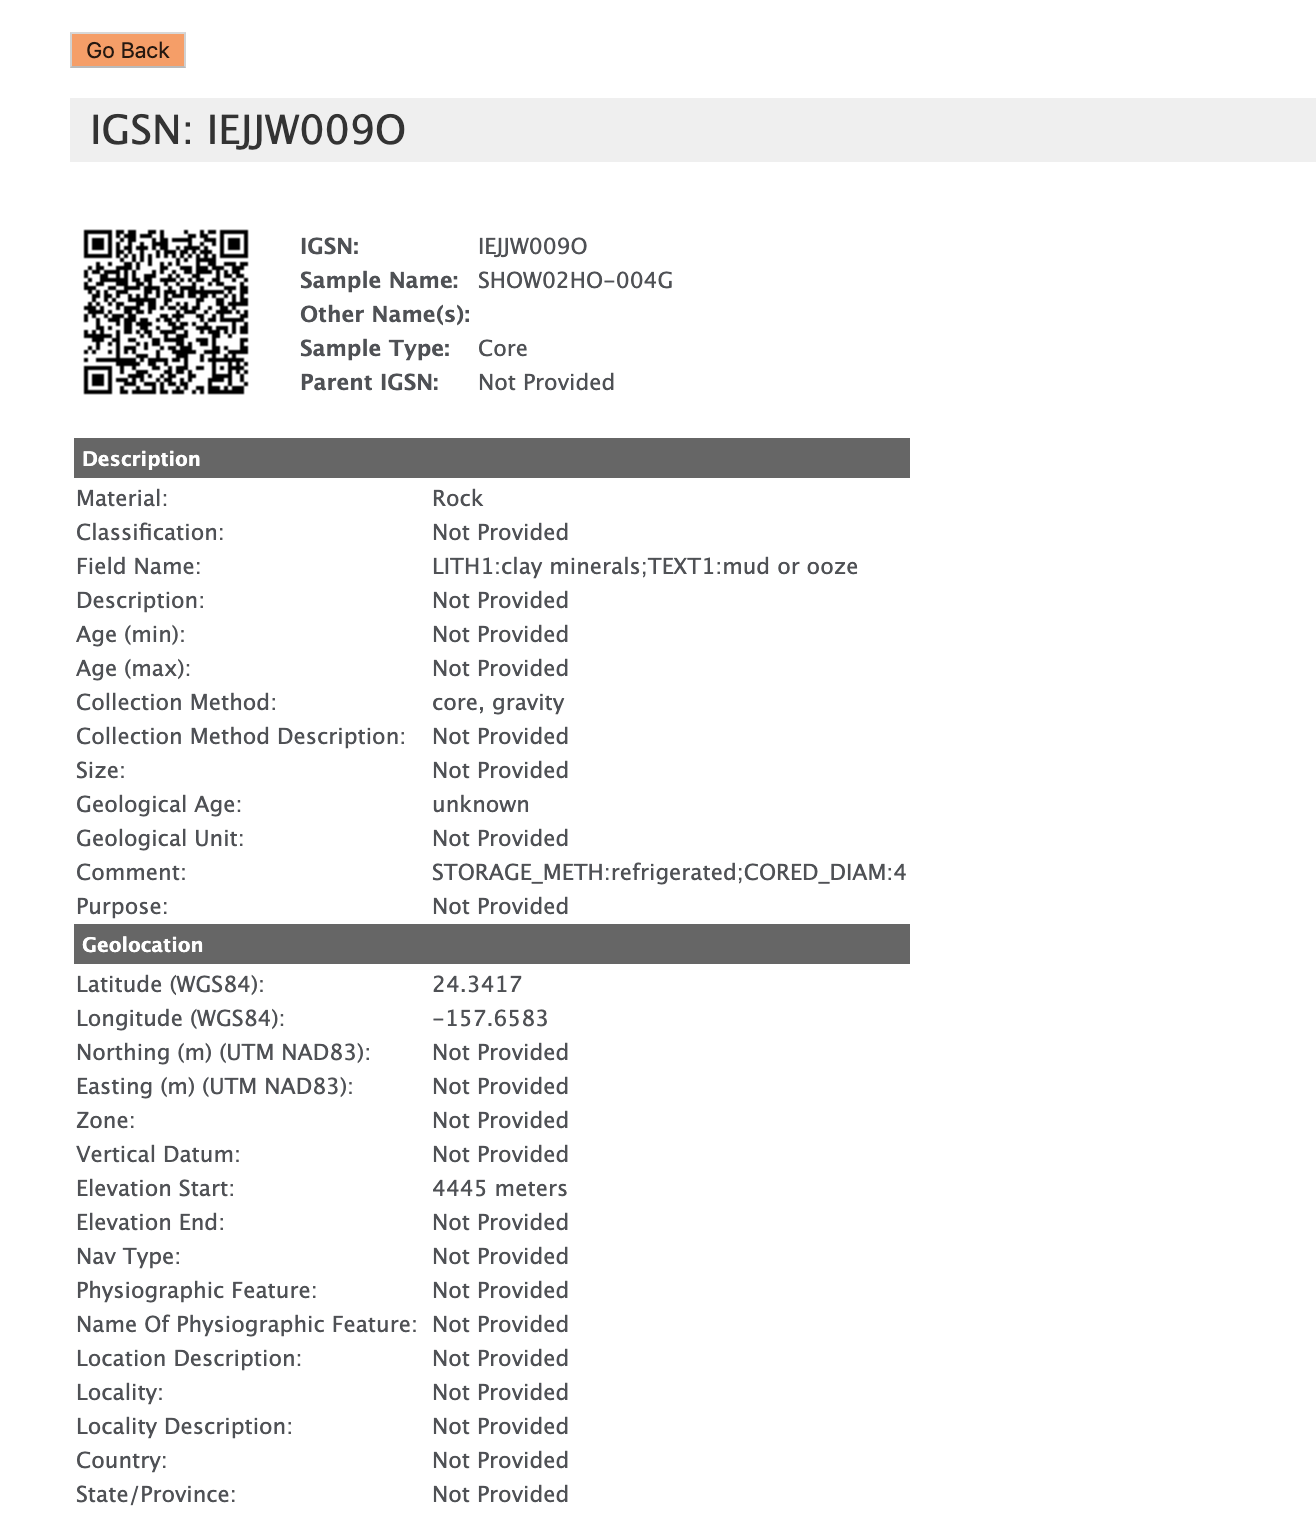 Go Back
IGSN: IEJJW009O
IGSN: IEJJW009O
Sample Name: SHOW02HO-004G
Other Name(s):
Sample Type: Core
Parent IGSN: Not Provided
Description
Material: Rock
Classification: Not Provided
Field Name: LITH1:clay minerals;TEXT1:mud or ooze
Description: Not Provided
Age (min): Not Provided
Age (max): Not Provided
Collection Method: core, gravity
Collection Method Description: Not Provided
Size: Not Provided
Geological Age: unknown
Geological Unit: Not Provided
Comment: STORAGE_METH:refrigerated;CORED_DIAM:4
Purpose: Not Provided
Geolocation
Latitude (WGS84): 24.3417
Longitude (WGS84): -157.6583
Northing (m) (UTM NAD83): Not Provided
Easting (m) (UTM NAD83): Not Provided
Zone: Not Provided
Vertical Datum: Not Provided
Elevation Start: 4445 meters
Elevation End: Not Provided
Nav Type: Not Provided
Physiographic Feature: Not Provided
Name Of Physiographic Feature: Not Provided
Location Description: Not Provided
Locality: Not Provided
Locality Description: Not Provided
Country: Not Provided
State/Province: Not Provided